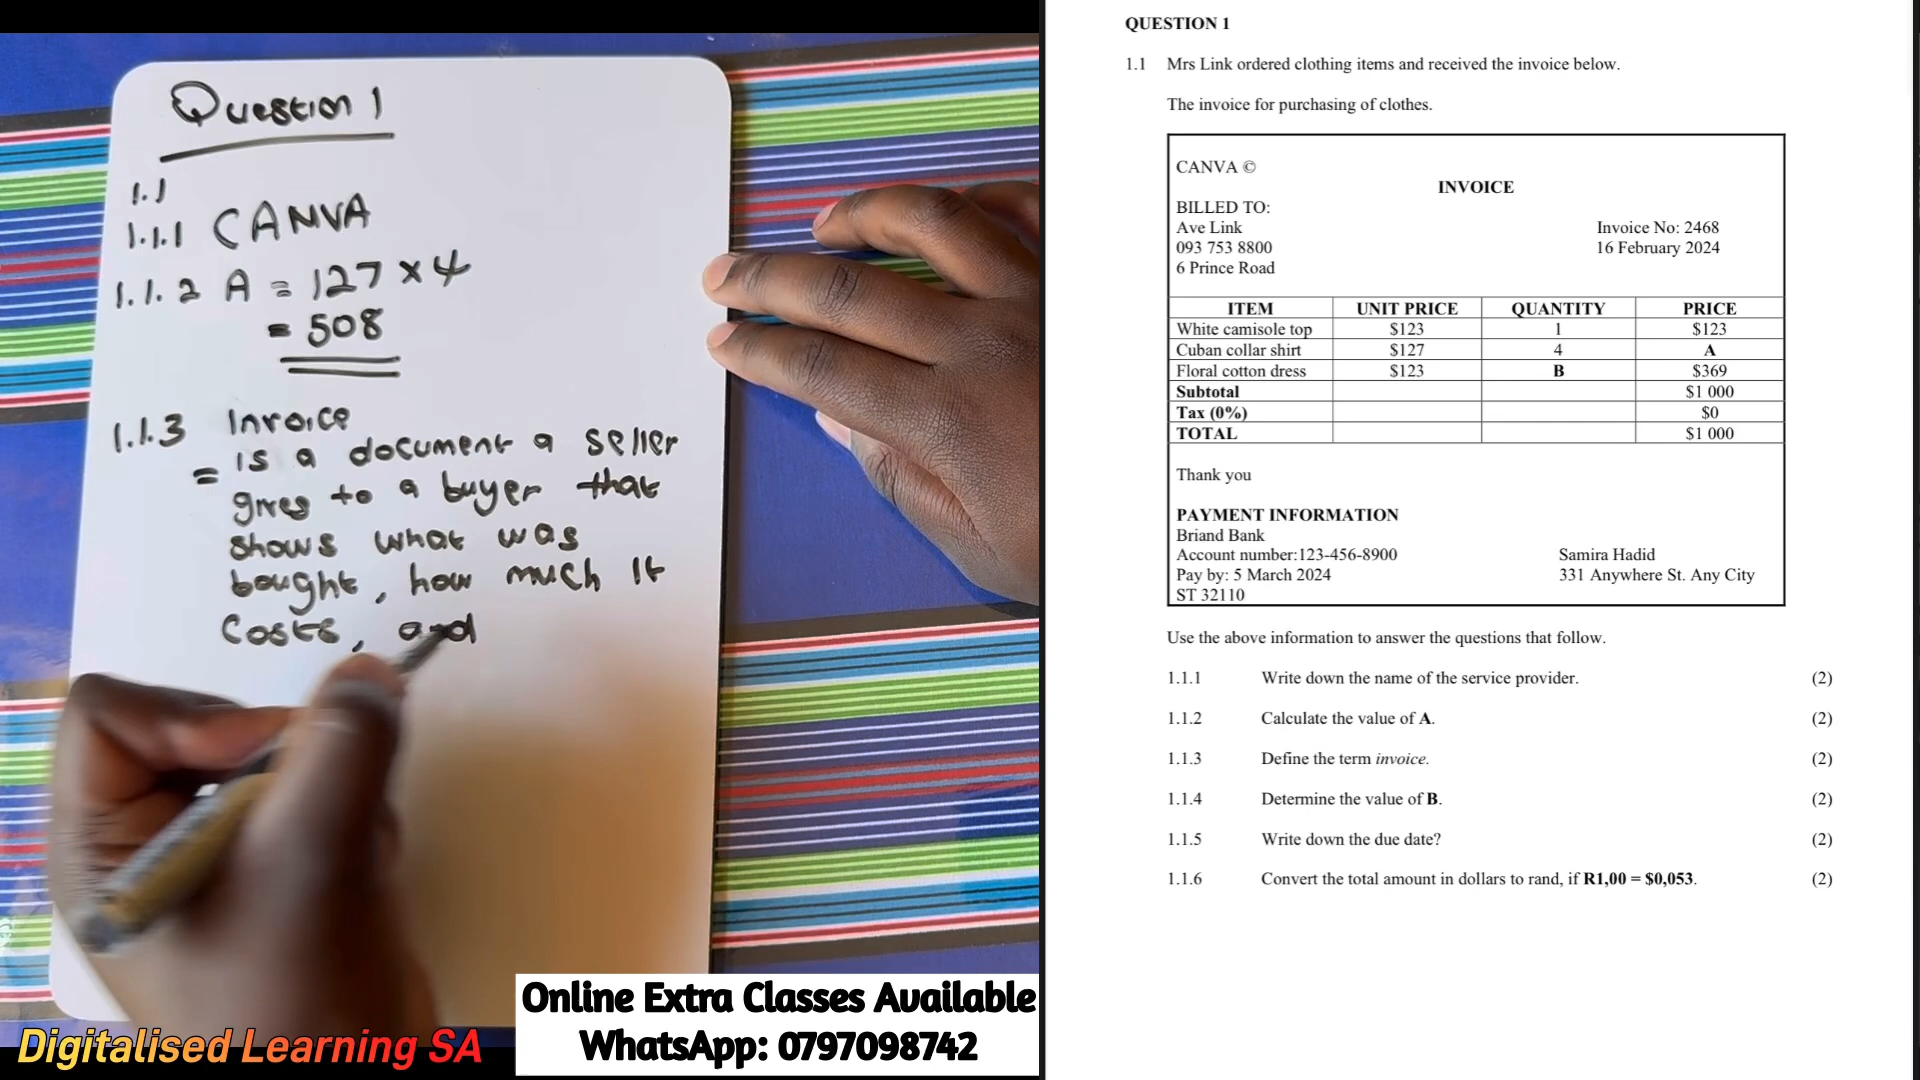 Question 1
1.1
1.1.1 CANVA
1.1.2 A = 127 × 4
= 508
1.1.3 Invoice
= is a document a seller
gives to a buyer that
shows what was
bought, how much it
costs, and
Online Extra Classes Available
WhatsApp: 0797098742
Digitalised Learning SA
QUESTION 1
1.1 Mrs Link ordered clothing items and received the invoice below.
The invoice for purchasing of clothes.
CANVA ©
INVOICE
BILLED TO:
Ave Link Invoice No: 2468
093 753 8800 16 February 2024
6 Prince Road
ITEM UNIT PRICE QUANTITY PRICE
White camisole top $123 1 $123
Cuban collar shirt $127 4 A
Floral cotton dress $123 B $369
Subtotal $1 000
Tax (0%) $0
TOTAL $1 000
Thank you
PAYMENT INFORMATION
Briand Bank
Account number:123-456-8900 Samira Hadid
Pay by: 5 March 2024 331 Anywhere St. Any City
ST 32110
Use the above information to answer the questions that follow.
1.1.1 Write down the name of the service provider. (2)
1.1.2 Calculate the value of A. (2)
1.1.3 Define the term invoice. (2)
1.1.4 Determine the value of B. (2)
1.1.5 Write down the due date? (2)
1.1.6 Convert the total amount in dollars to rand, if R1,00 = $0,053. (2)